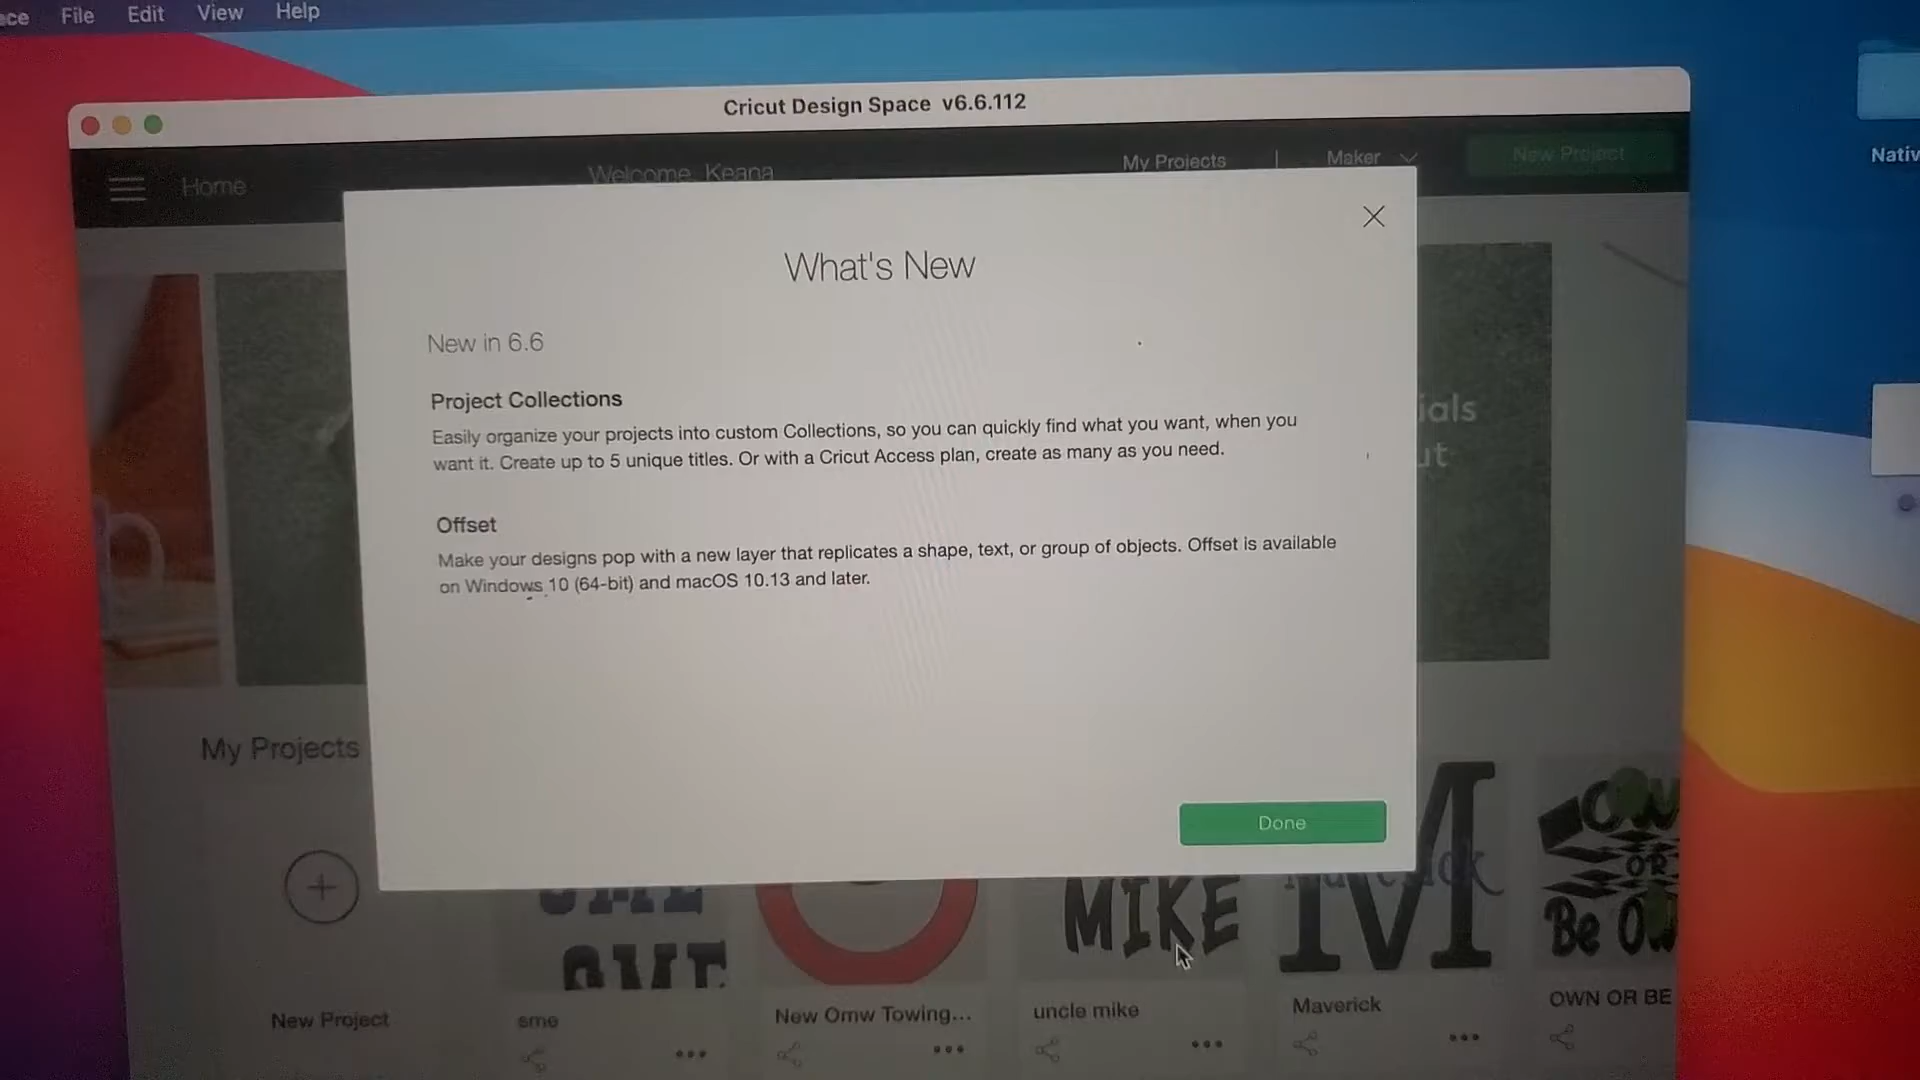 File Edit View Help
Cricut Design Space v6.6.112
Home
Welcome, Keana
My Projects | Maker
New Project
What's New
New in 6.6
Project Collections
Easily organize your projects into custom Collections, so you can quickly find what you want, when you
want it. Create up to 5 unique titles. Or with a Cricut Access plan, create as many as you need.
Offset
Make your designs pop with a new layer that replicates a shape, text, or group of objects. Offset is available
on Windows 10 (64-bit) and macOS 10.13 and later.
Done
My Projects
MIKE
M
OR
Be
New Project
sme
New Omw Towing...
uncle mike
Maverick
OWN OR BE